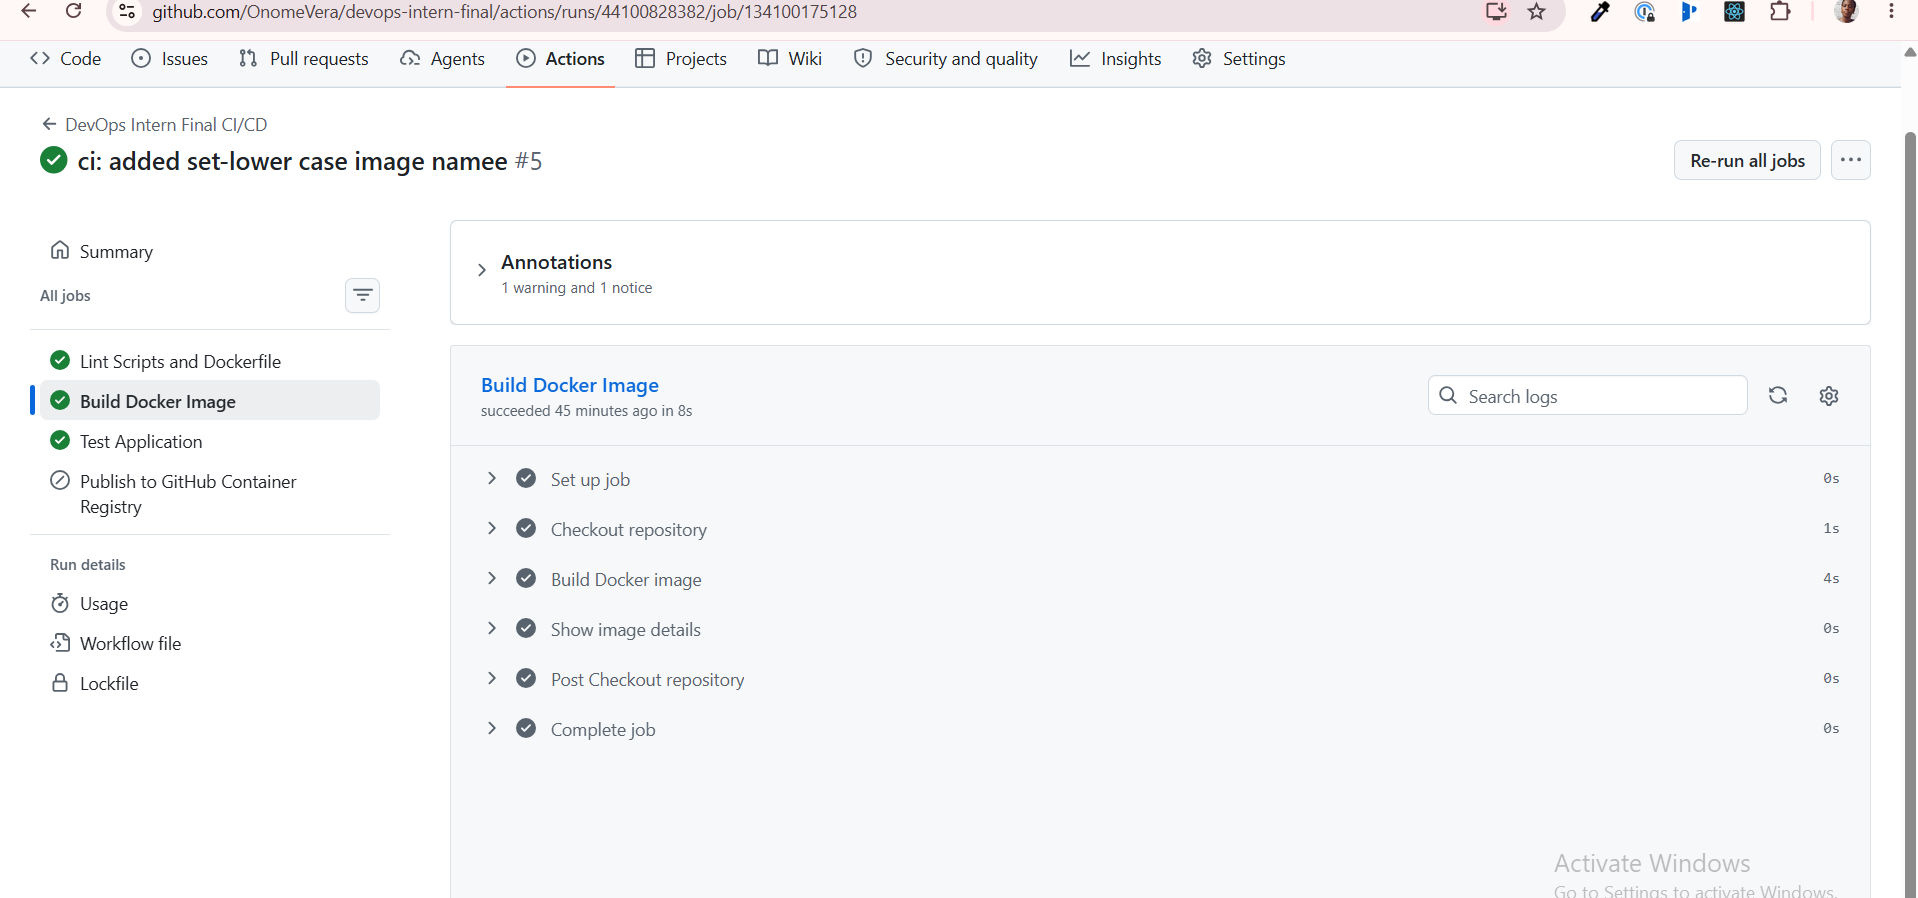 github.com/OnomeVera/devops-intern-final/actions/runs/44100828382/job/134100175128
Code Issues Pull requests Agents Actions Projects Wiki Security and quality Insights Settings
DevOps Intern Final CI/CD
ci: added set-lower case image namee #5
Re-run all jobs
Summary
All jobs
Lint Scripts and Dockerfile
Build Docker Image
Test Application
Publish to GitHub Container
Registry
Run details
Usage
Workflow file
Lockfile
Annotations
1 warning and 1 notice
Build Docker Image
succeeded 45 minutes ago in 8s
Search logs
Set up job 0s
Checkout repository 1s
Build Docker image 4s
Show image details 0s
Post Checkout repository 0s
Complete job 0s
Activate Windows
Go to Settings to activate Windows.